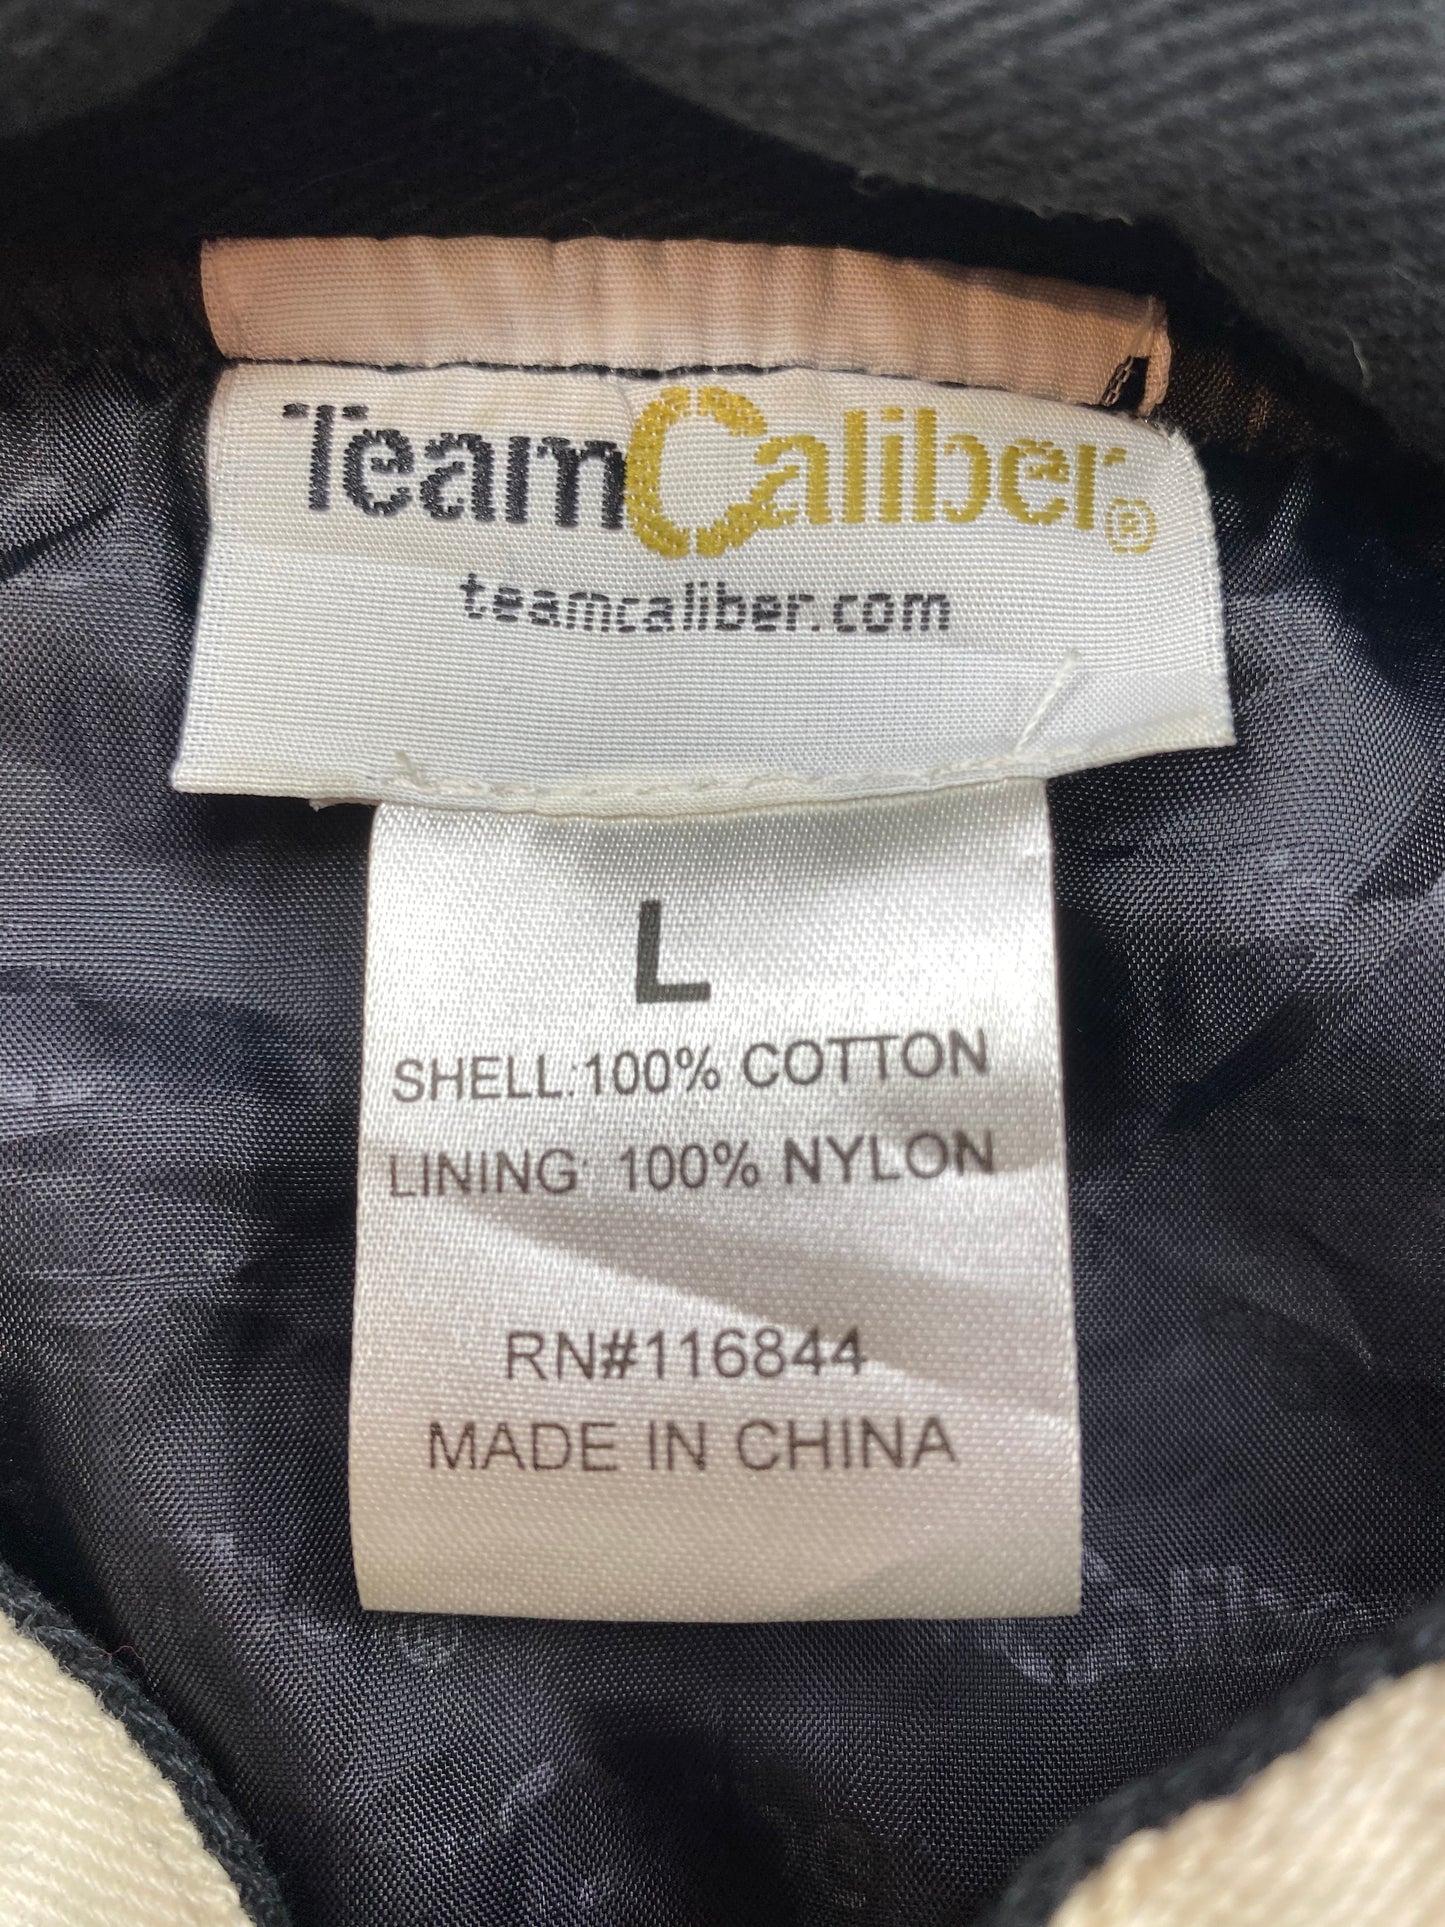 TeamCaliber®
teamcaliber.com
L
SHELL:100% COTTON
LINING: 100% NYLON
RN#116844
MADE IN CHINA